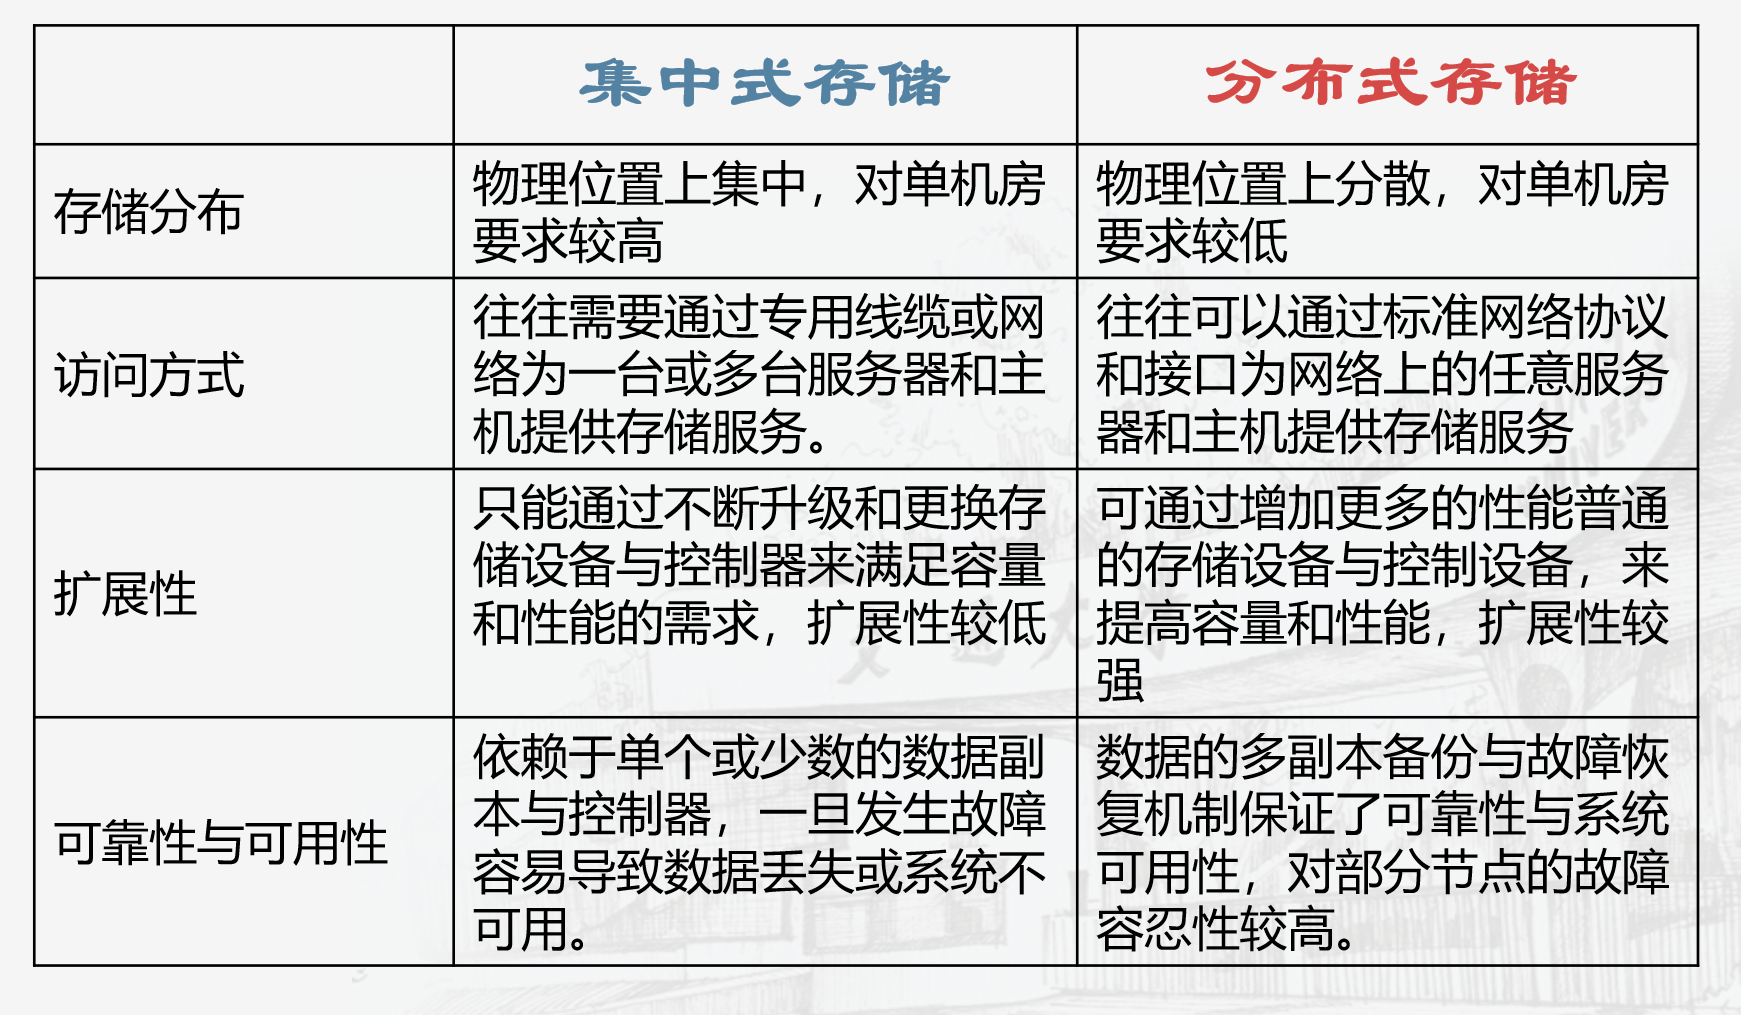 集中式存储
分布式存储
存储分布
物理位置上集中，对单机房
要求较高
物理位置上分散，对单机房
要求较低
访问方式
往往需要通过专用线缆或网
络为一台或多台服务器和主
机提供存储服务。
往往可以通过标准网络协议
和接口为网络上的任意服务
器和主机提供存储服务
扩展性
只能通过不断升级和更换存
储设备与控制器来满足容量
和性能的需求，扩展性较低
可通过增加更多的性能普通
的存储设备与控制设备，来
提高容量和性能，扩展性较
强
可靠性与可用性
依赖于单个或少数的数据副
本与控制器，一旦发生故障
容易导致数据丢失或系统不
可用。
数据的多副本备份与故障恢
复机制保证了可靠性与系统
可用性，对部分节点的故障
容忍性较高。